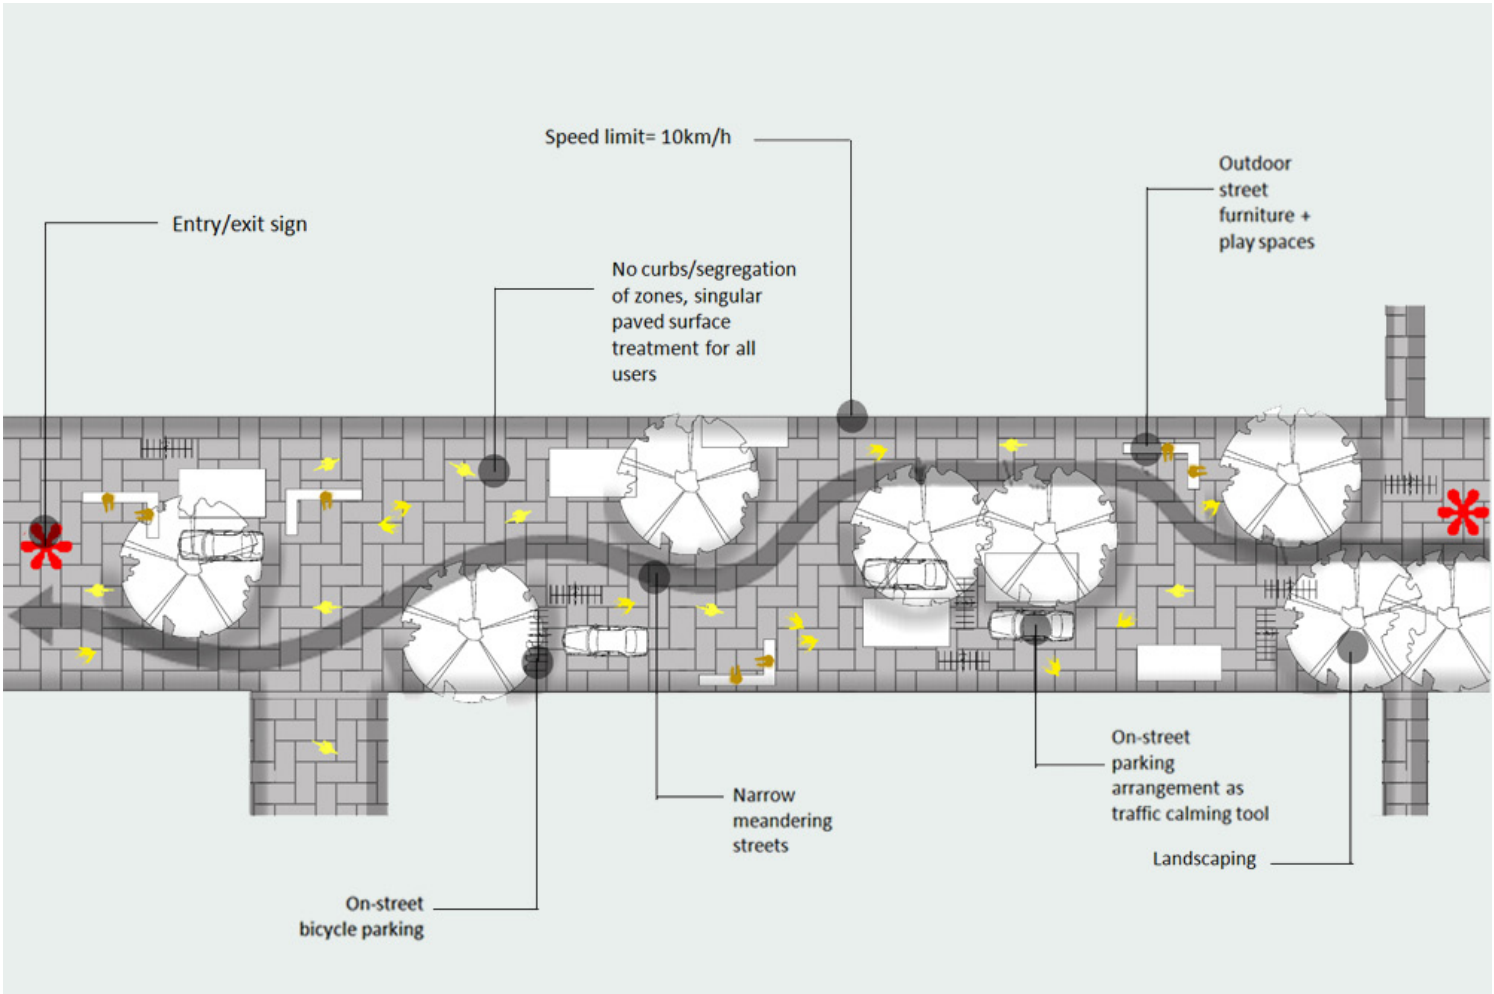 Speed limit= 10km/h
Outdoor
street
furniture +
play spaces
Entry/exit sign
No curbs/segregation
of zones, singular
paved surface
treatment for all
users
On-street
parking
arrangement as
traffic calming tool
Narrow
meandering
streets
Landscaping
On-street
bicycle parking